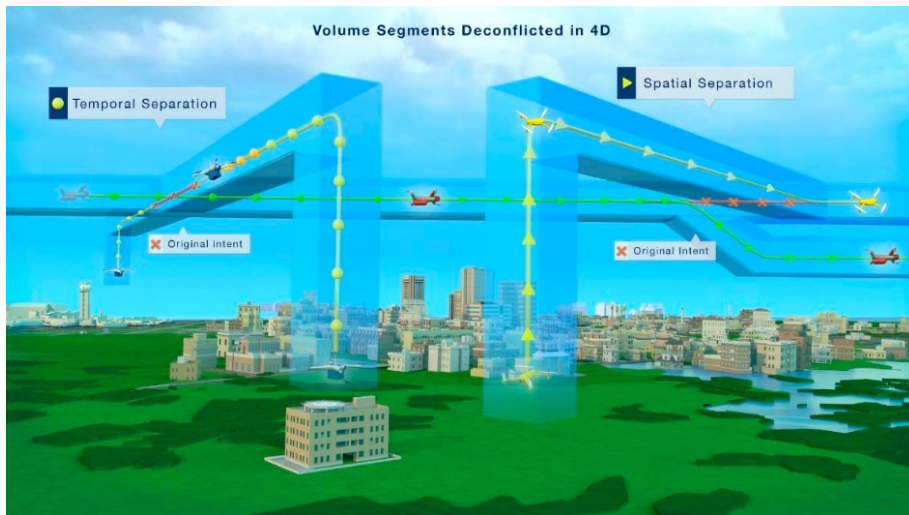 Volume Segments Deconflicted in 4D
Temporal Separation
Spatial Separation
Original intent
Original Intent